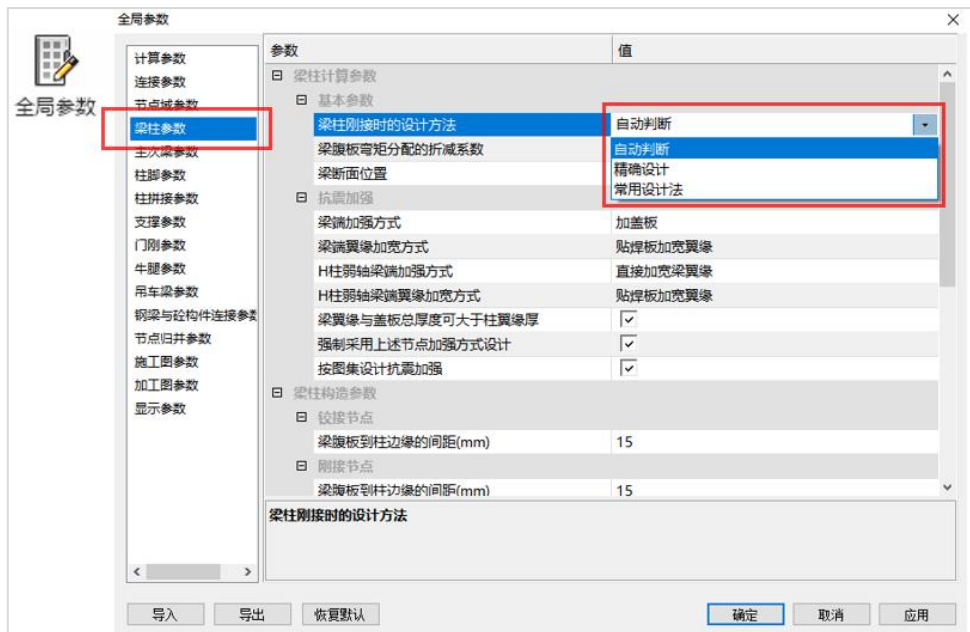 全局参数
全局参数
计算参数
连接参数
节点域参数
梁柱参数
主次梁参数
柱脚参数
柱拼接参数
支撑参数
门刚参数
牛腿参数
吊车梁参数
钢梁与砼构件连接参数
节点归并参数
施工图参数
加工图参数
显示参数
参数 值
梁柱计算参数
基本参数
梁柱刚接时的设计方法 自动判断
梁腹板弯矩分配的折减系数 自动判断
精确设计
梁断面位置 常用设计法
抗震加强
梁端加强方式 加盖板
梁端翼缘加宽方式 贴焊板加宽翼缘
H柱弱轴梁端加强方式 直接加宽梁翼缘
H柱弱轴梁端翼缘加宽方式 贴焊板加宽翼缘
梁翼缘与盖板总厚度可大于柱翼缘厚
强制采用上述节点加强方式设计
按图集设计抗震加强
梁柱构造参数
铰接节点
梁腹板到柱边缘的间距(mm) 15
刚接节点
梁腹板到柱边缘的间距(mm) 15
梁柱刚接时的设计方法
导入 导出 恢复默认 确定 取消 应用